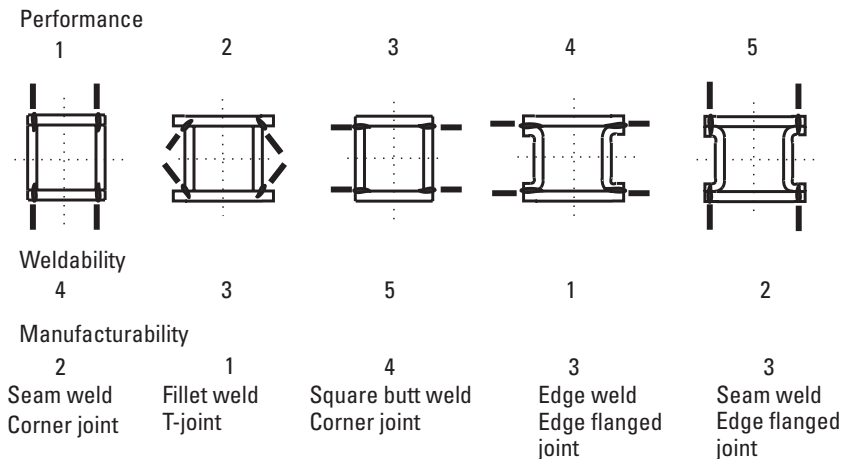 Performance
1 2 3 4 5
Weldability
4 3 5 1 2
Manufacturability
2 1 4 3 3
Seam weld Fillet weld Square butt weld Edge weld Seam weld
Corner joint T-joint Corner joint Edge flanged Edge flanged
joint joint